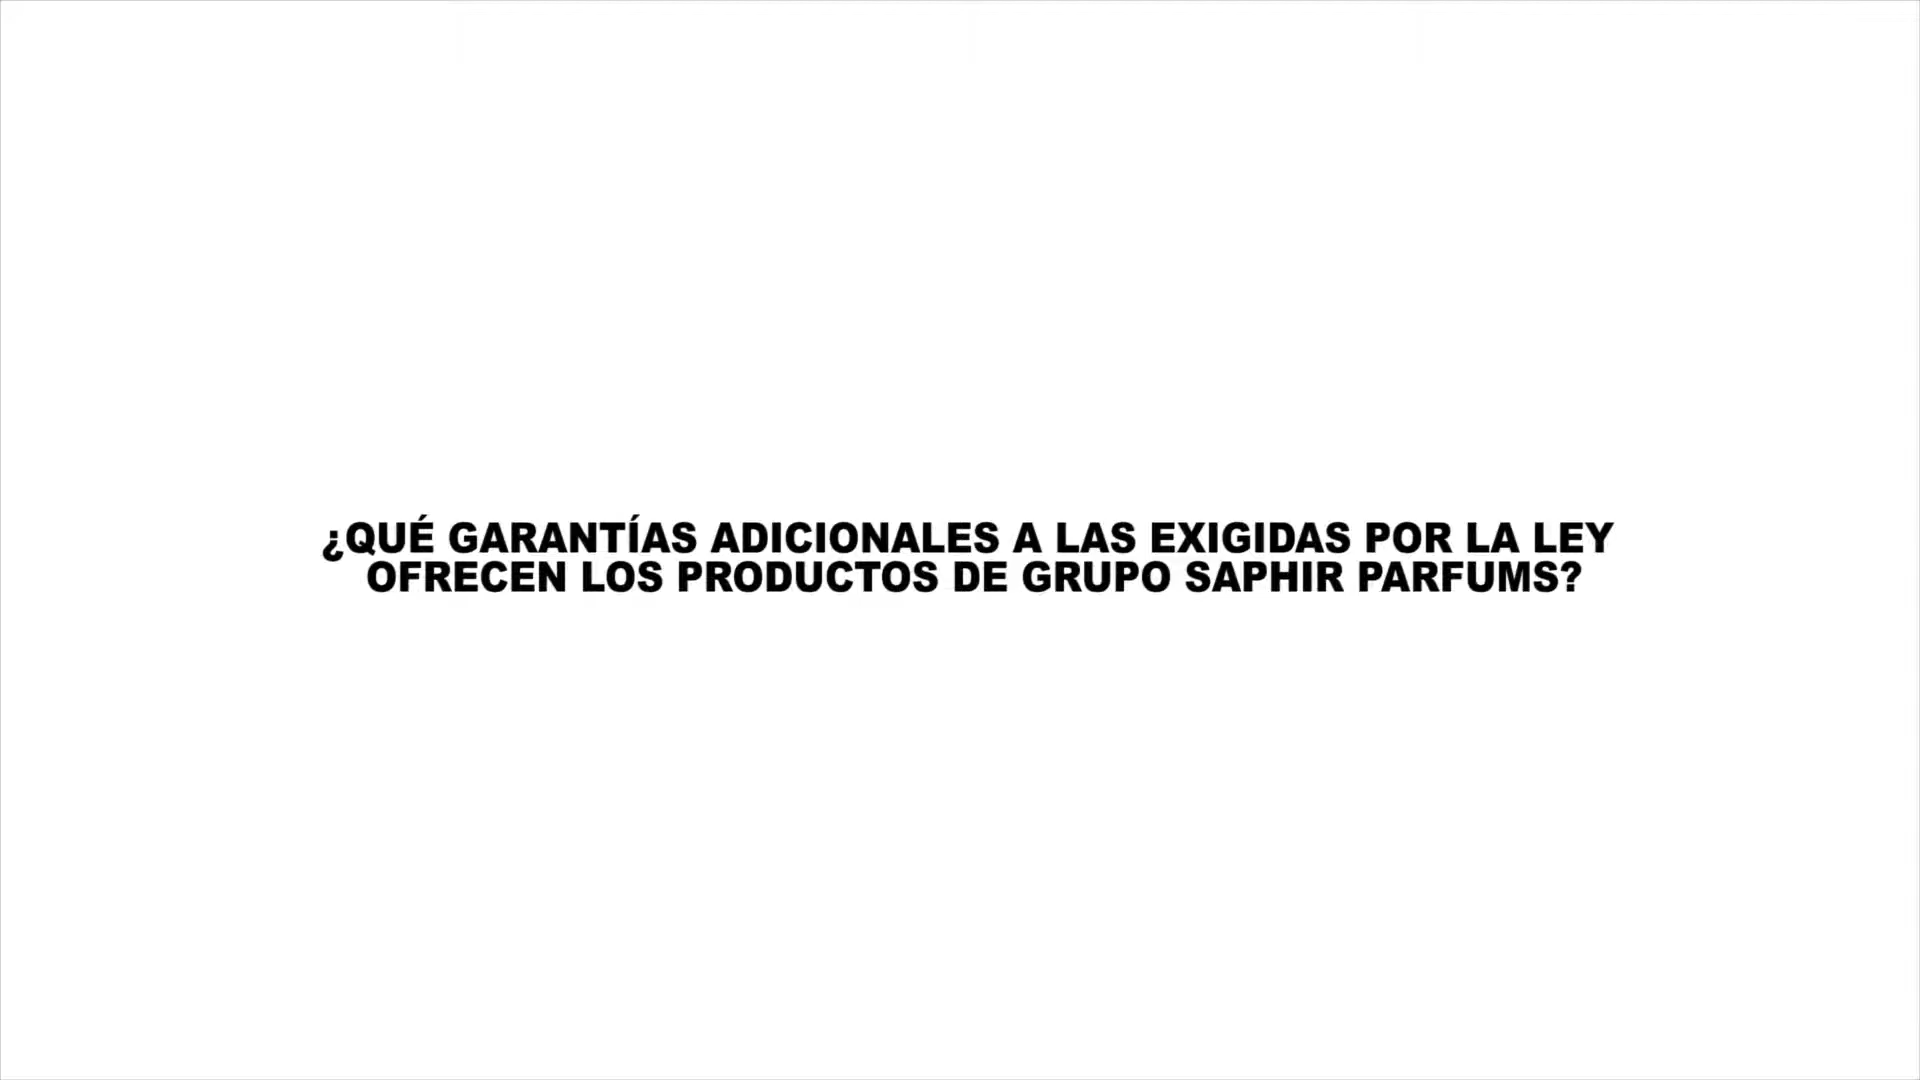 ¿QUÉ GARANTÍAS ADICIONALES A LAS EXIGIDAS POR LA LEY
OFRECEN LOS PRODUCTOS DE GRUPO SAPHIR PARFUMS?